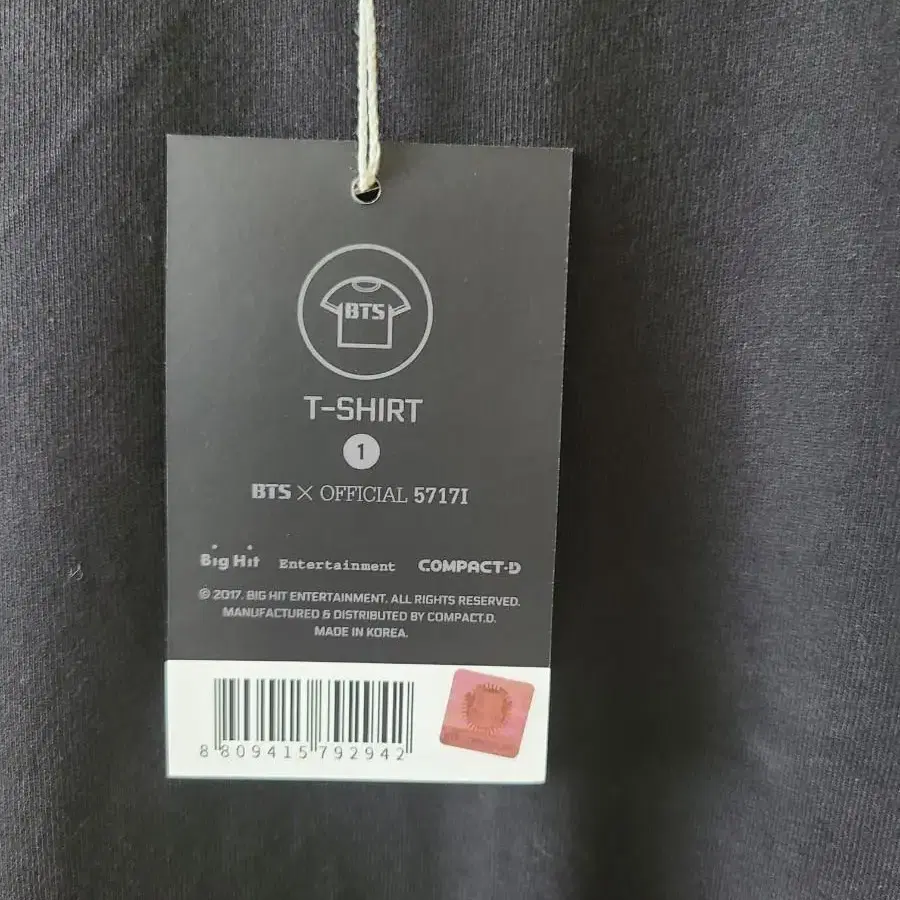 BTS
T-SHIRT
1
BTS × OFFICIAL 5717I
Big Hit Entertainment COMPACT·D
© 2017. BIG HIT ENTERTAINMENT. ALL RIGHTS RESERVED.
MANUFACTURED & DISTRIBUTED BY COMPACT.D.
MADE IN KOREA.
8 809415 792942